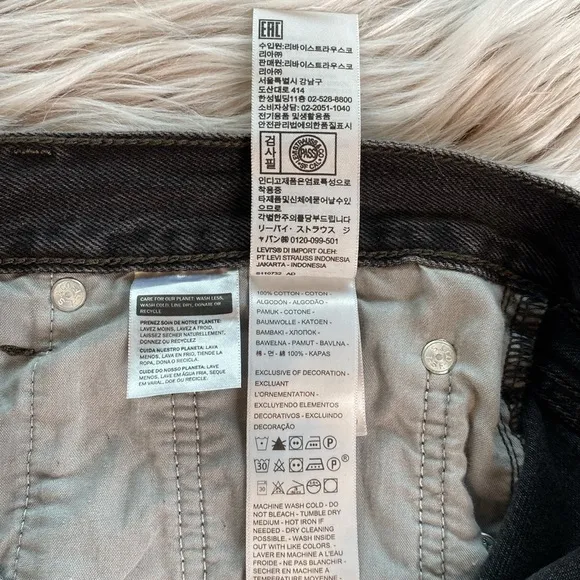 EAC
수입원:리바이스트라우스코
리아㈜
판매원:리바이스트라우스코
리아㈜
서울특별시 강남구
도산대로 414
한성빌딩11층 02-528-8800
소비자상담 02-2051-1040
전기용품 및생활용품
안전관리법에의한품질표시
검사필
PASS
인디고제품은염료특성으로
착용중
타제품및신체에묻어날수있
으므로
각별한주의를당부드립니다
リーバイ・ストラウス ジ
ャパン㈱ 0120-099-501
LEVI'S® DI IMPOR OLEH:
PT LEVI STRAUSS INDONESIA
JAKARTA - INDONESIA
100% COTTON - COTON -
ALGODÓN - ALGODÃO -
PAMUK - COTONE -
BAUMWOLLE - KATOEN -
BAMBAKI - ХЛОПОК -
BAWEŁNA - PAMUT - BAVLNA
棉 - 면 - 綿 100% - KAPAS
EXCLUSIVE OF DECORATION -
EXCLUANT
L'ORNEMENTATION -
EXCLUYENDO ELEMENTOS
DECORATIVOS - EXCLUINDO
DECORAÇÃO
P
30 P ®
30
MACHINE WASH COLD - DO
NOT BLEACH - TUMBLE DRY
MEDIUM - HOT IRON IF
NEEDED - DRY CLEANING
POSSIBLE. - WASH INSIDE
OUT WITH LIKE COLORS. -
LAVER EN MACHINE A L'EAU
FROIDE - NE PAS BLANCHIR -
SECHER EN MACHINE A
TEMPERATURE MOYENNE -
CARE FOR OUR PLANET: WASH LESS,
WASH COLD, LINE DRY, DONATE OR
RECYCLE
PRENEZ SOIN DE NOTRE PLANETE:
LAVEZ MOINS, LAVEZ A FROID,
LAISSEZ SECHER NATURELLEMENT,
DONNEZ OU RECYCLEZ
CUIDA NUESTRO PLANETA: LAVA
MENOS, LAVA EN FRIO, TIENDE LA
ROPA, DONA O RECICLA.
CUIDE DO NOSSO PLANETA: LAVE
MENOS, LAVE EM ÁGUA FRIA, SEQUE
EM VARAL, DOE OU RECICLE.